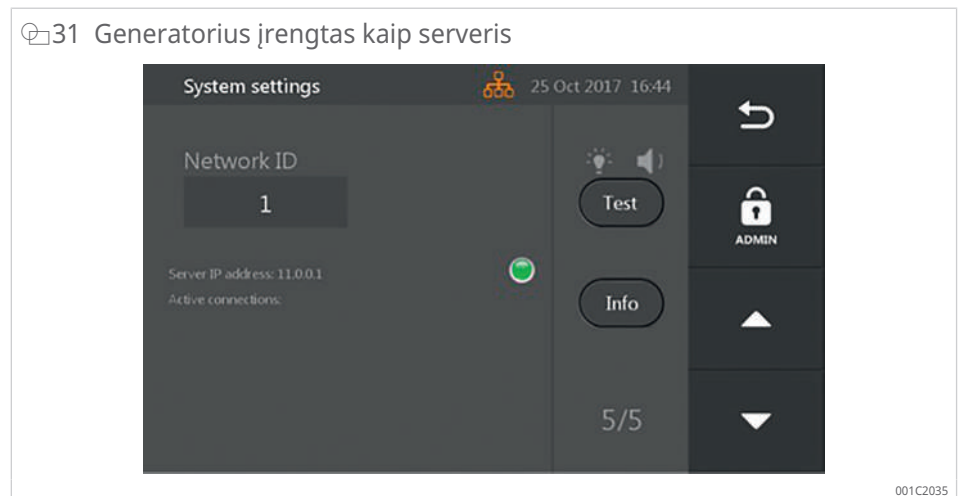 31 Generatorius įrengtas kaip serveris
System settings
25 Oct 2017 16:44
Network ID
1
Test
ADMIN
Server IP address: 11.0.0.1
Active connections:
Info
5/5
001C2035